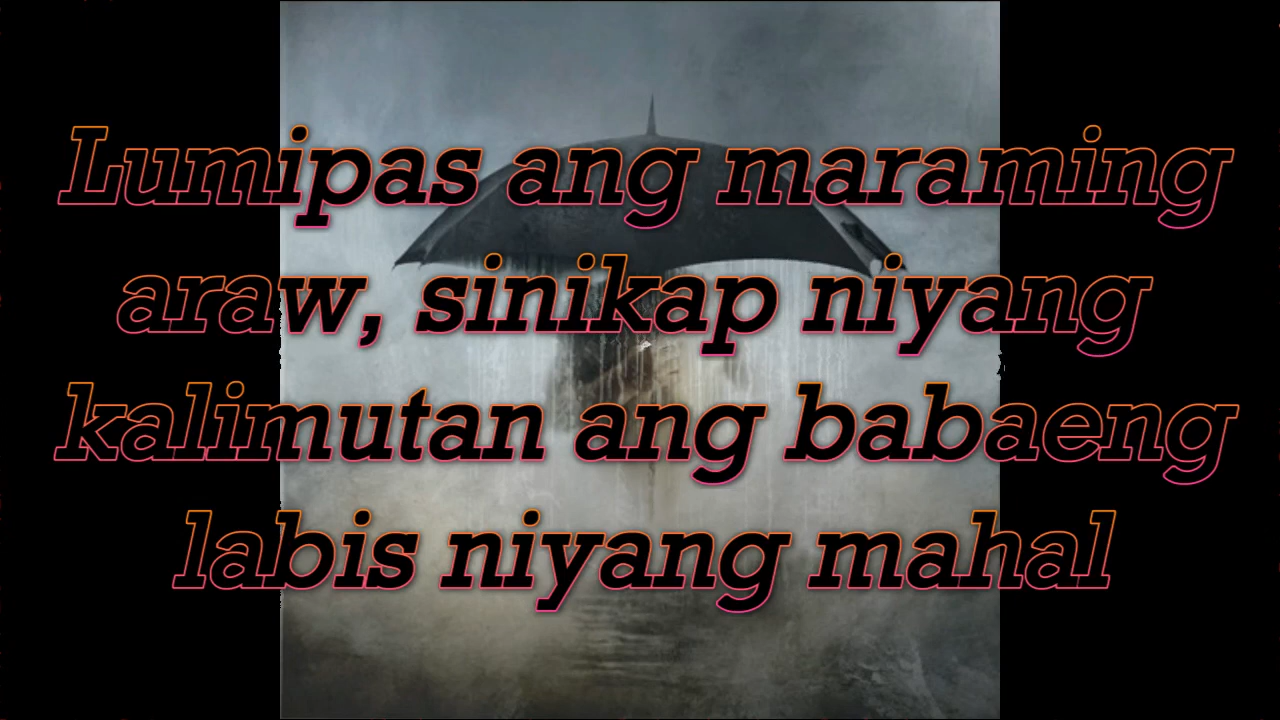 Lumipas ang maraming
araw, sinikap niyang
kalimutan ang babaeng
labis niyang mahal